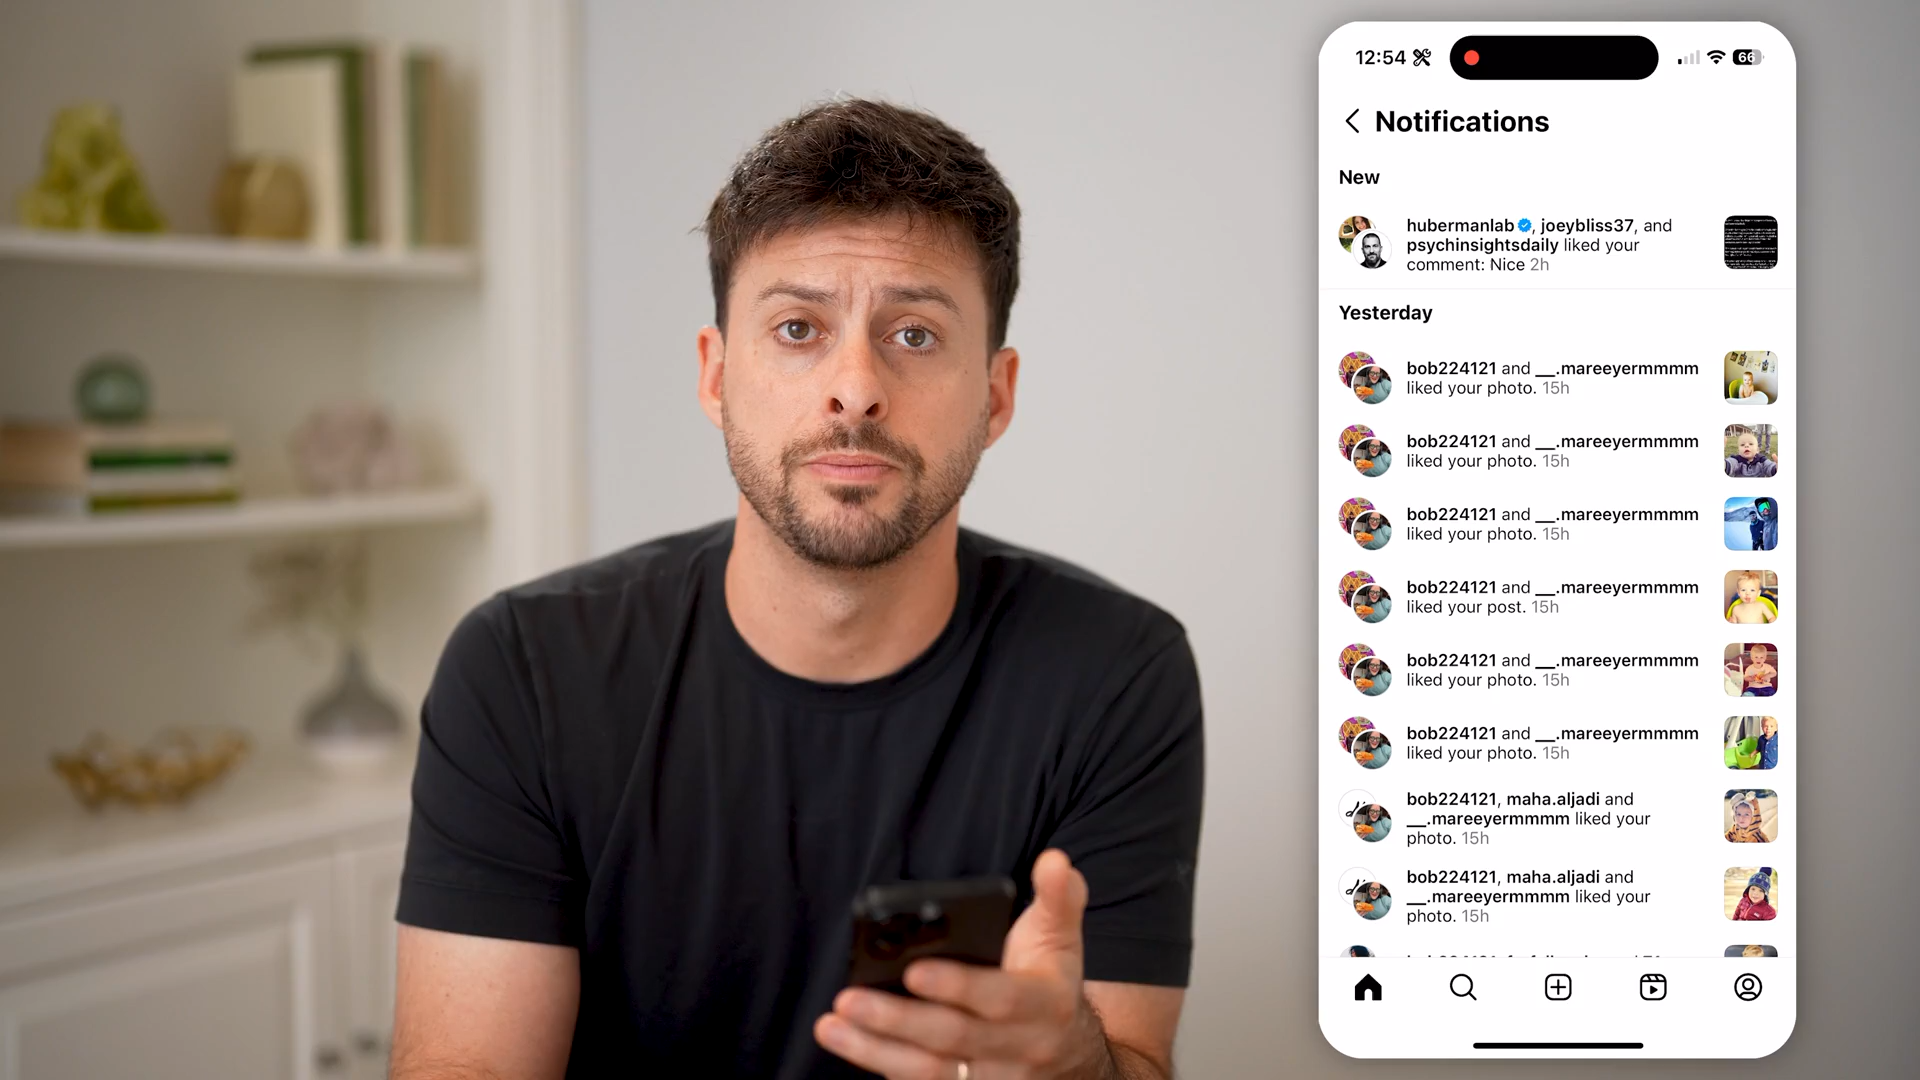 12:54
66
Notifications
New
hubermanlab, joeybliss37, and
psychinsightsdaily liked your
comment: Nice 2h
Yesterday
bob224121 and __.mareeyermmmm
liked your photo. 15h
bob224121 and __.mareeyermmmm
liked your photo. 15h
bob224121 and __.mareeyermmmm
liked your photo. 15h
bob224121 and __.mareeyermmmm
liked your post. 15h
bob224121 and __.mareeyermmmm
liked your photo. 15h
bob224121 and __.mareeyermmmm
liked your photo. 15h
bob224121, maha.aljadi and
__.mareeyermmmm liked your
photo. 15h
bob224121, maha.aljadi and
__.mareeyermmmm liked your
photo. 15h